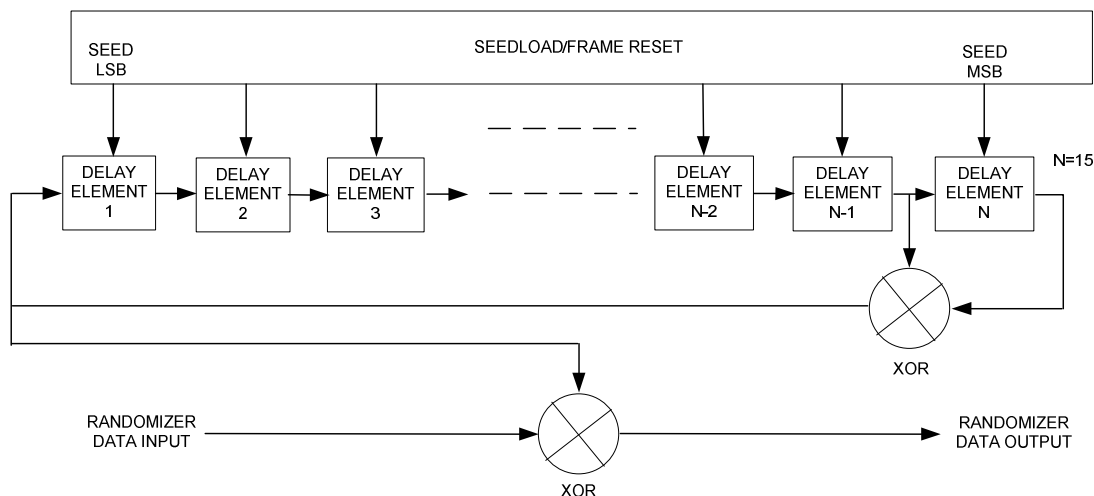 SEEDLOAD/FRAME RESET
SEED
LSB
SEED
MSB
DELAY
ELEMENT
1
DELAY
ELEMENT
2
DELAY
ELEMENT
3
DELAY
ELEMENT
N-2
DELAY
ELEMENT
N-1
DELAY
ELEMENT
N
N=15
XOR
RANDOMIZER
DATA INPUT
RANDOMIZER
DATA OUTPUT
XOR